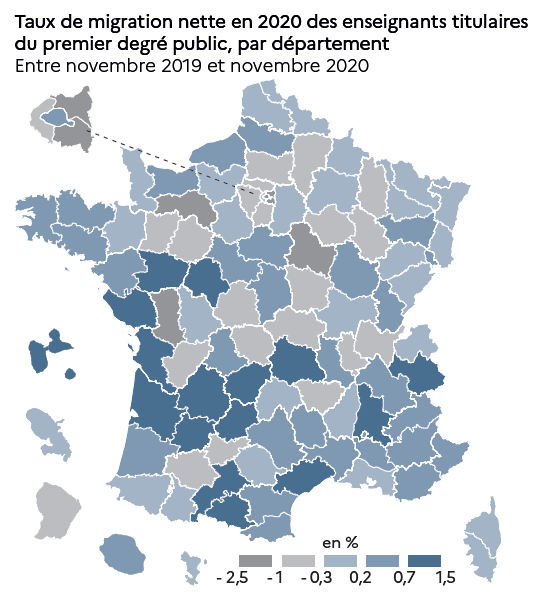 Taux de migration nette en 2020 des enseignants titulaires
du premier degré public, par département
Entre novembre 2019 et novembre 2020
en %
- 2,5 - 1 - 0,3 0,2 0,7 1,5